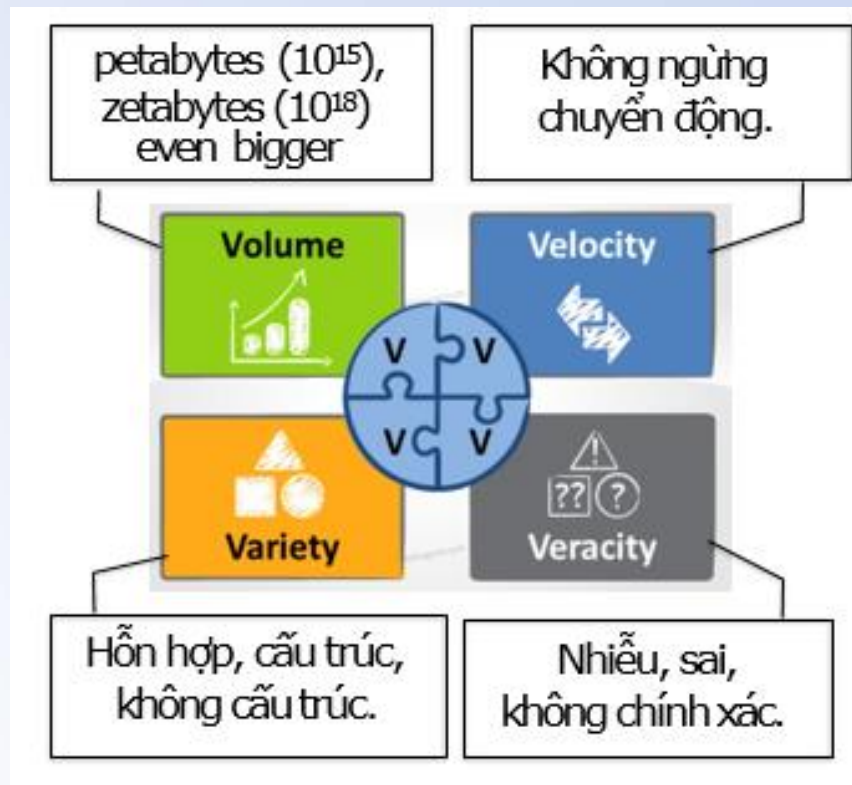 petabytes (10¹⁵),
zetabytes (10¹⁸)
even bigger
Không ngừng
chuyển động.
Volume
Velocity
V V
V V
?? ?
Variety
Veracity
Hỗn hợp, cấu trúc,
không cấu trúc.
Nhiễu, sai,
không chính xác.